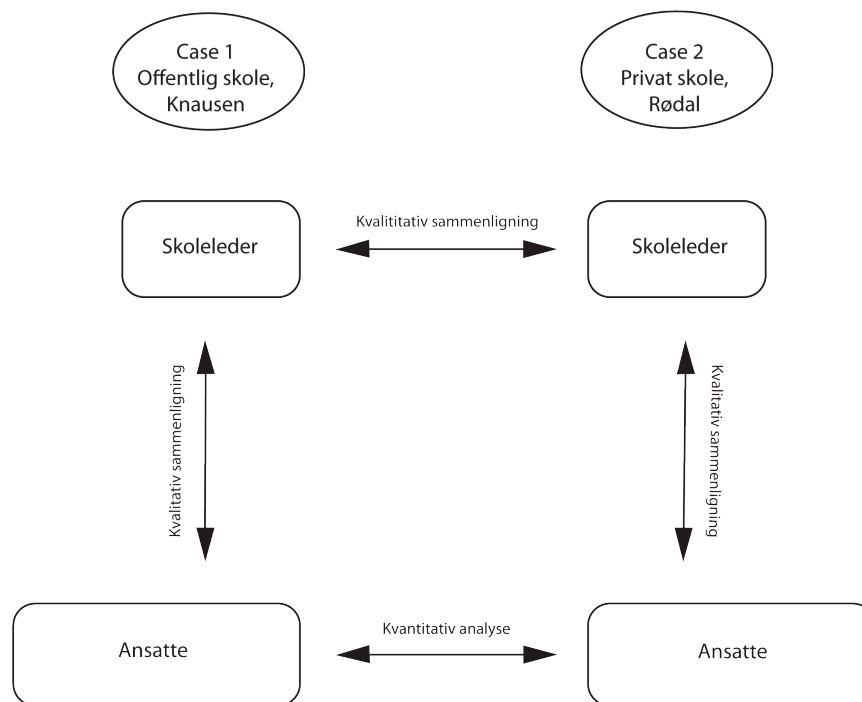 Case 1
Offentlig skole,
Knausen
Case 2
Privat skole,
Rødal
Skoleleder
Kvalititativ sammenligning
Skoleleder
Kvalitativ sammenligning
Kvalitativ sammenligning
Ansatte
Kvantitativ analyse
Ansatte